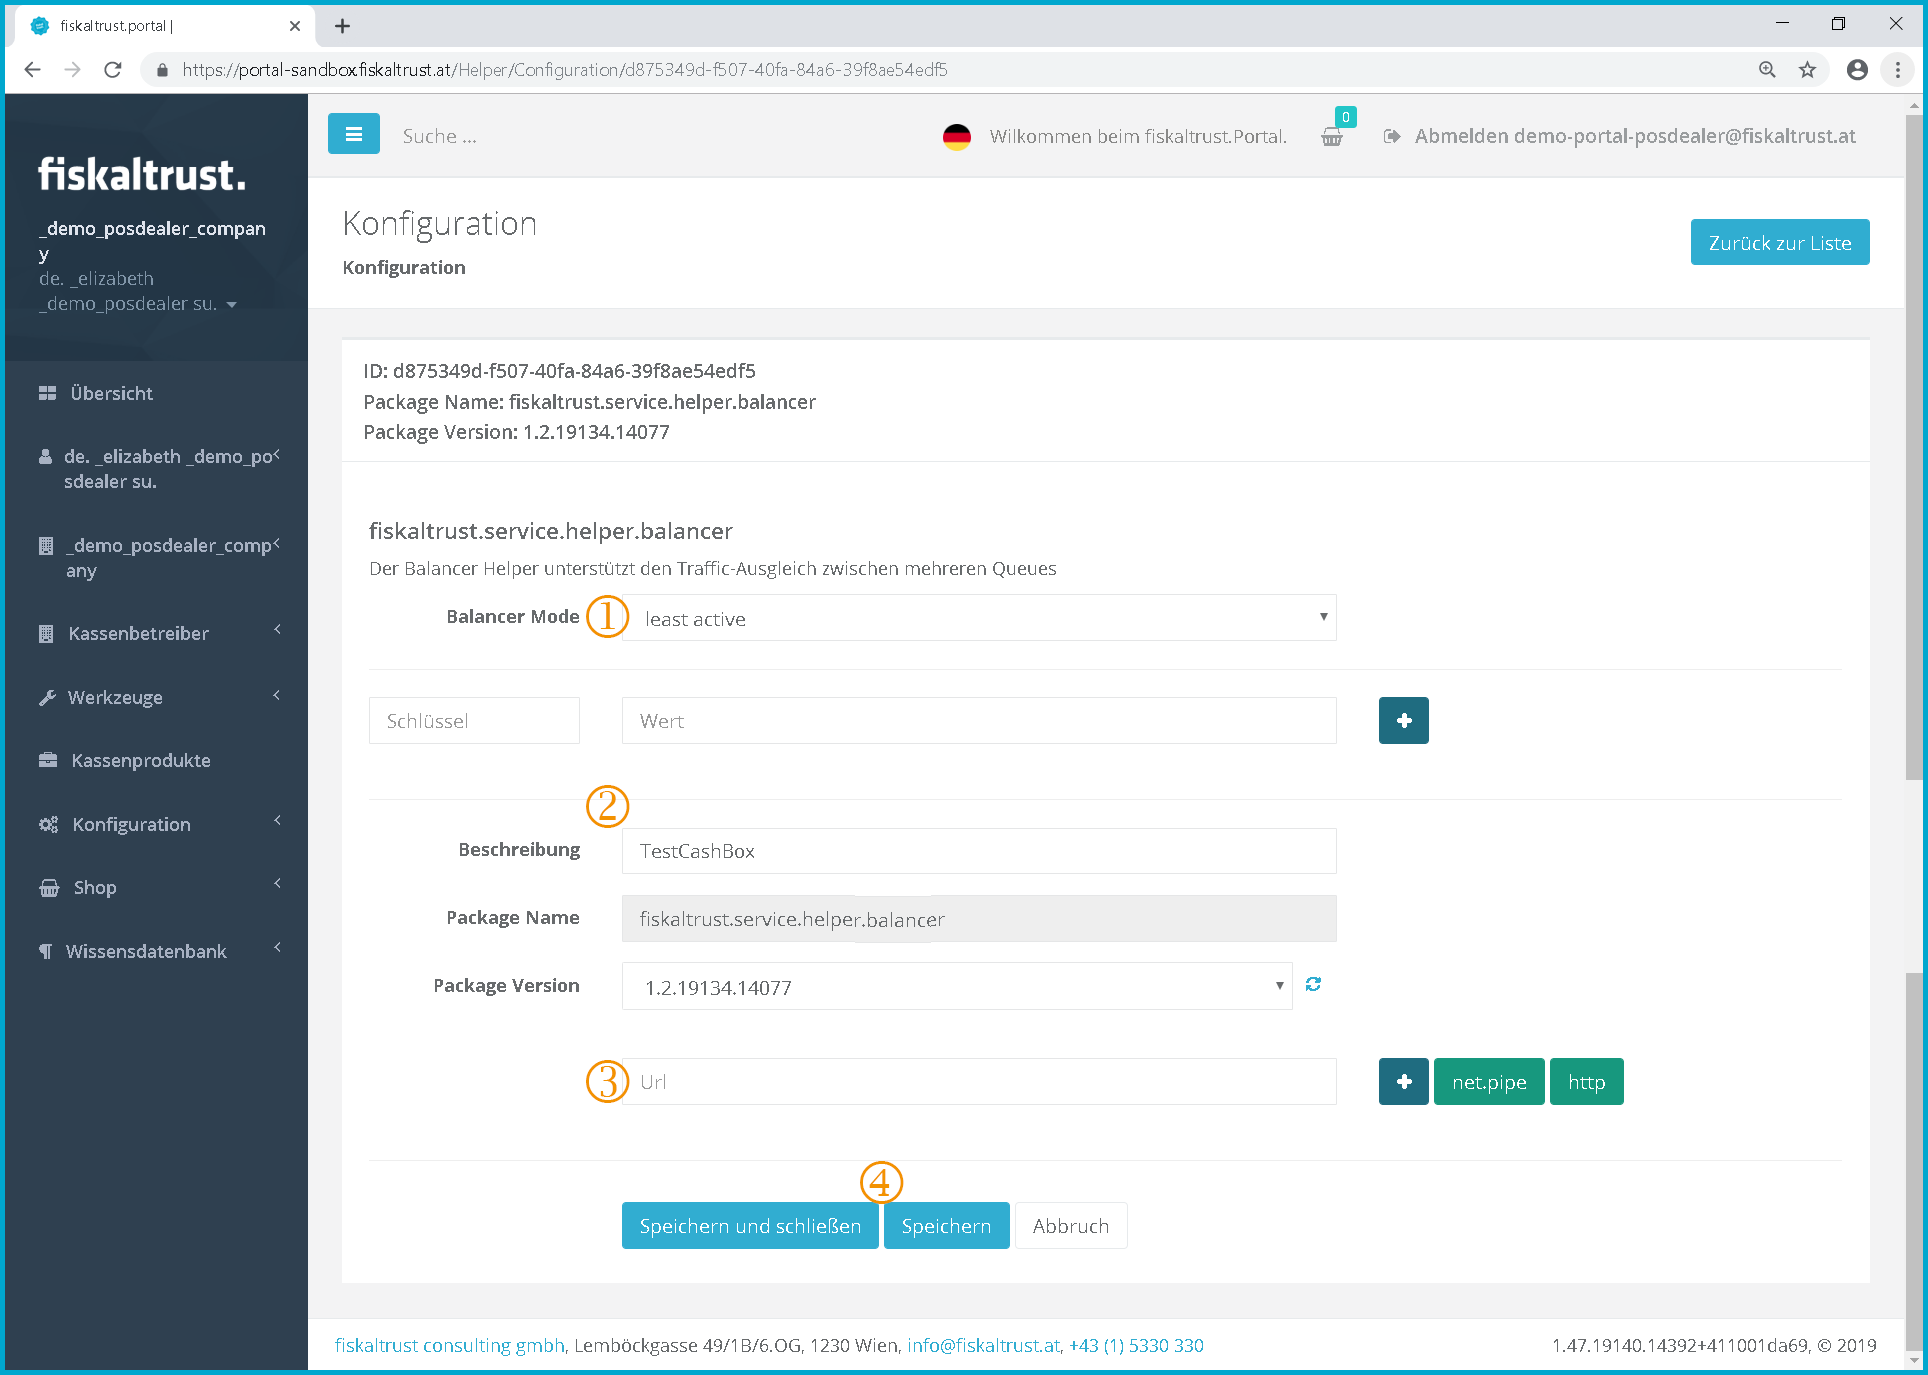 fiskaltrust.portal |
https://portal-sandbox.fiskaltrust.at/Helper/Configuration/d875349d-f507-40fa-84a6-39f8ae54edf5
fiskaltrust.
_demo_posdealer_compan
y
de. _elizabeth
_demo_posdealer su.
Übersicht
de. _elizabeth _demo_po
sdealer su.
_demo_posdealer_comp
any
Kassenbetreiber
Werkzeuge
Kassenprodukte
Konfiguration
Shop
Wissensdatenbank
Suche ...
Wilkommen beim fiskaltrust.Portal.
0
Abmelden demo-portal-posdealer@fiskaltrust.at
Konfiguration
Konfiguration
Zurück zur Liste
ID: d875349d-f507-40fa-84a6-39f8ae54edf5
Package Name: fiskaltrust.service.helper.balancer
Package Version: 1.2.19134.14077
fiskaltrust.service.helper.balancer
Der Balancer Helper unterstützt den Traffic-Ausgleich zwischen mehreren Queues
Balancer Mode ① least active
Schlüssel Wert
②
Beschreibung TestCashBox
Package Name fiskaltrust.service.helper.balancer
Package Version 1.2.19134.14077
③ Url net.pipe http
④
Speichern und schließen Speichern Abbruch
fiskaltrust consulting gmbh, Lemböckgasse 49/1B/6.OG, 1230 Wien, info@fiskaltrust.at, +43 (1) 5330 330
1.47.19140.14392+411001da69, © 2019